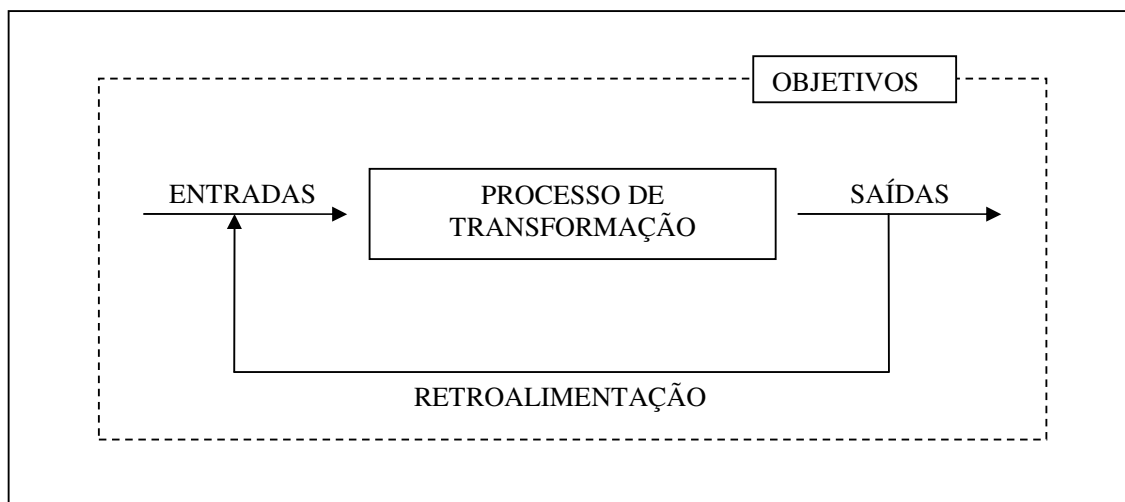 OBJETIVOS
ENTRADAS
PROCESSO DE
TRANSFORMAÇÃO
SAÍDAS
RETROALIMENTAÇÃO